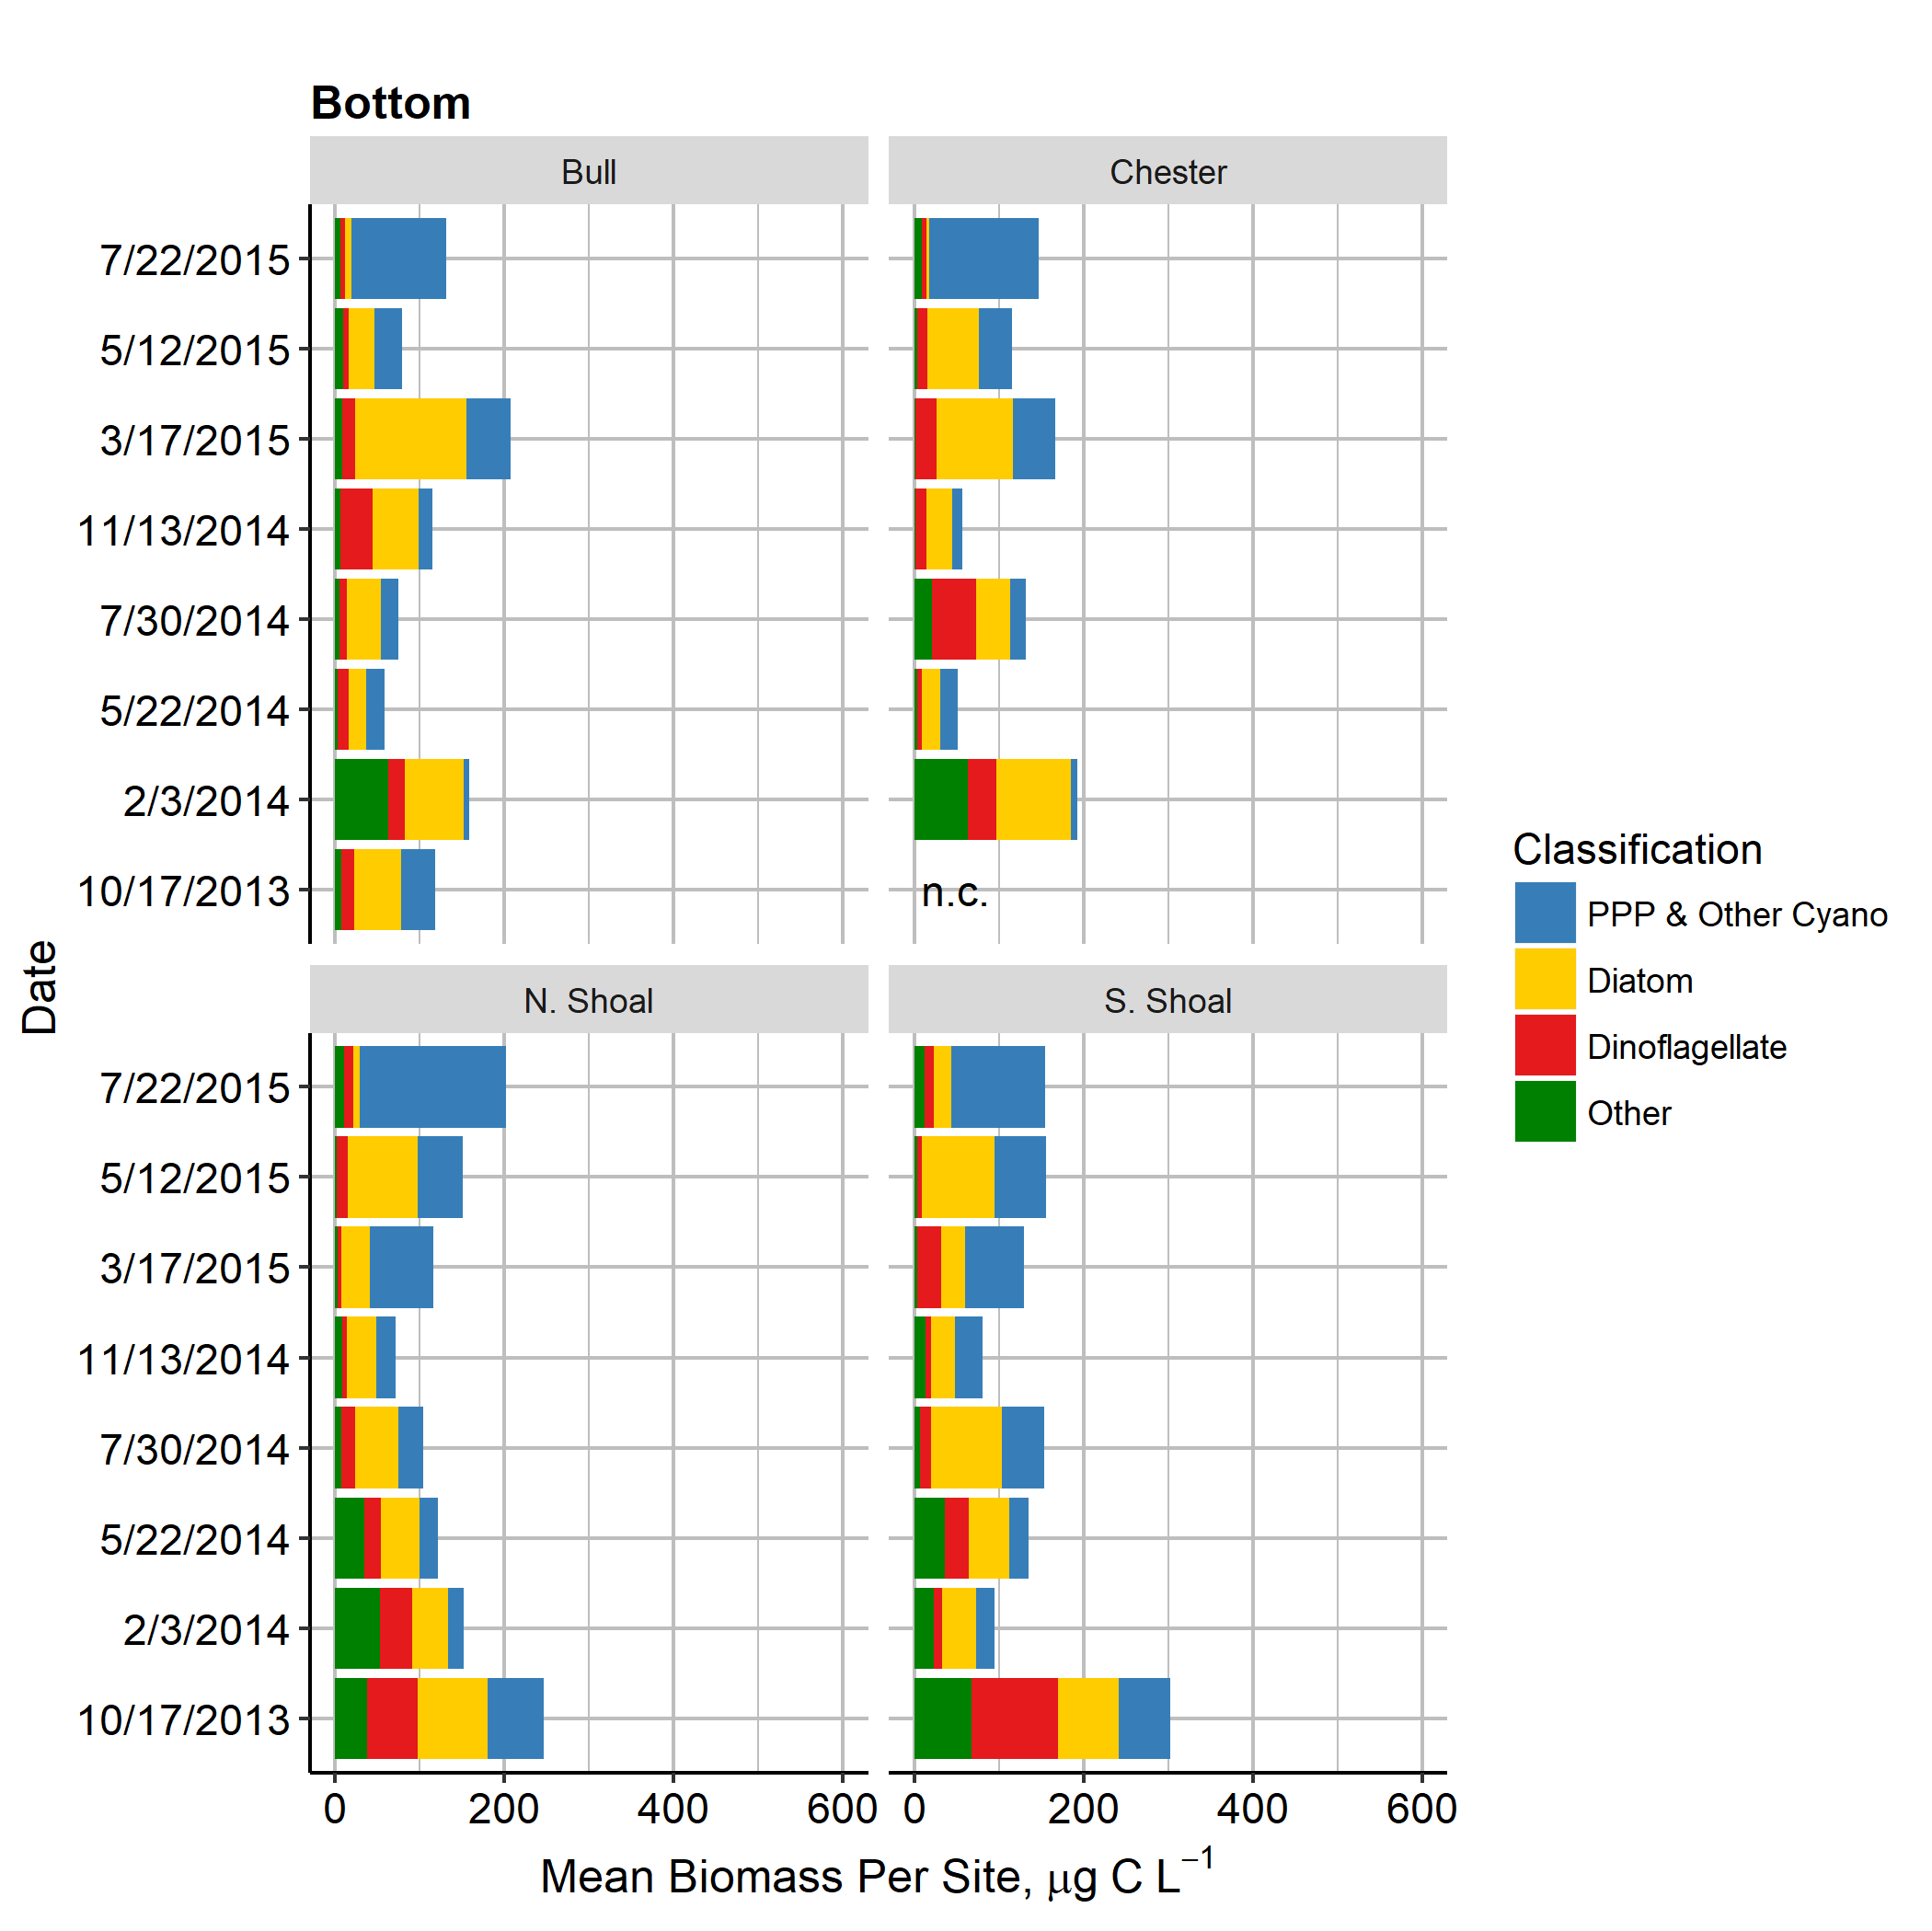 Bottom
Bull
Chester
7/22/2015
5/12/2015
3/17/2015
11/13/2014
7/30/2014
5/22/2014
2/3/2014
10/17/2013
n.c.
N. Shoal
S. Shoal
7/22/2015
5/12/2015
3/17/2015
11/13/2014
7/30/2014
5/22/2014
2/3/2014
10/17/2013
0 200 400 600
0 200 400 600
Mean Biomass Per Site, μg C L⁻¹
Date
Classification
PPP & Other Cyano
Diatom
Dinoflagellate
Other